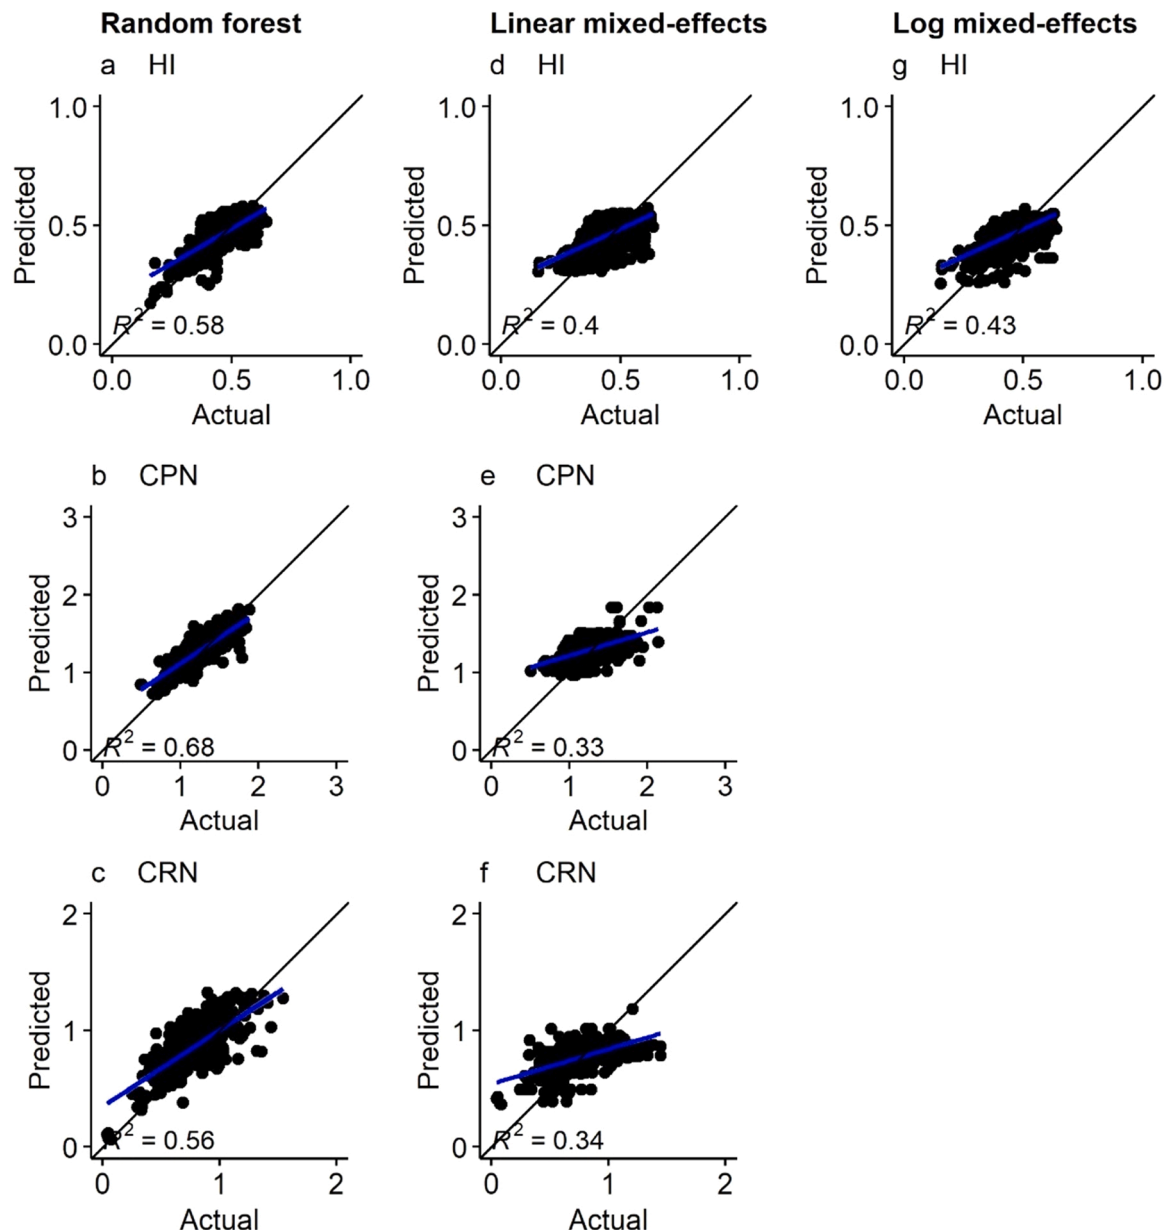 Random forest
Linear mixed-effects
Log mixed-effects
a HI
d HI
g HI
1.0
0.5
0.0
Predicted
R² = 0.58
0.0 0.5 1.0
Actual
1.0
0.5
0.0
Predicted
R² = 0.4
0.0 0.5 1.0
Actual
1.0
0.5
0.0
Predicted
R² = 0.43
0.0 0.5 1.0
Actual
b CPN
3
2
1
0
Predicted
R² = 0.68
0 1 2 3
Actual
e CPN
3
2
1
0
Predicted
R² = 0.33
0 1 2 3
Actual
c CRN
2
1
0
Predicted
R² = 0.56
0 1 2
Actual
f CRN
2
1
0
Predicted
R² = 0.34
0 1 2
Actual